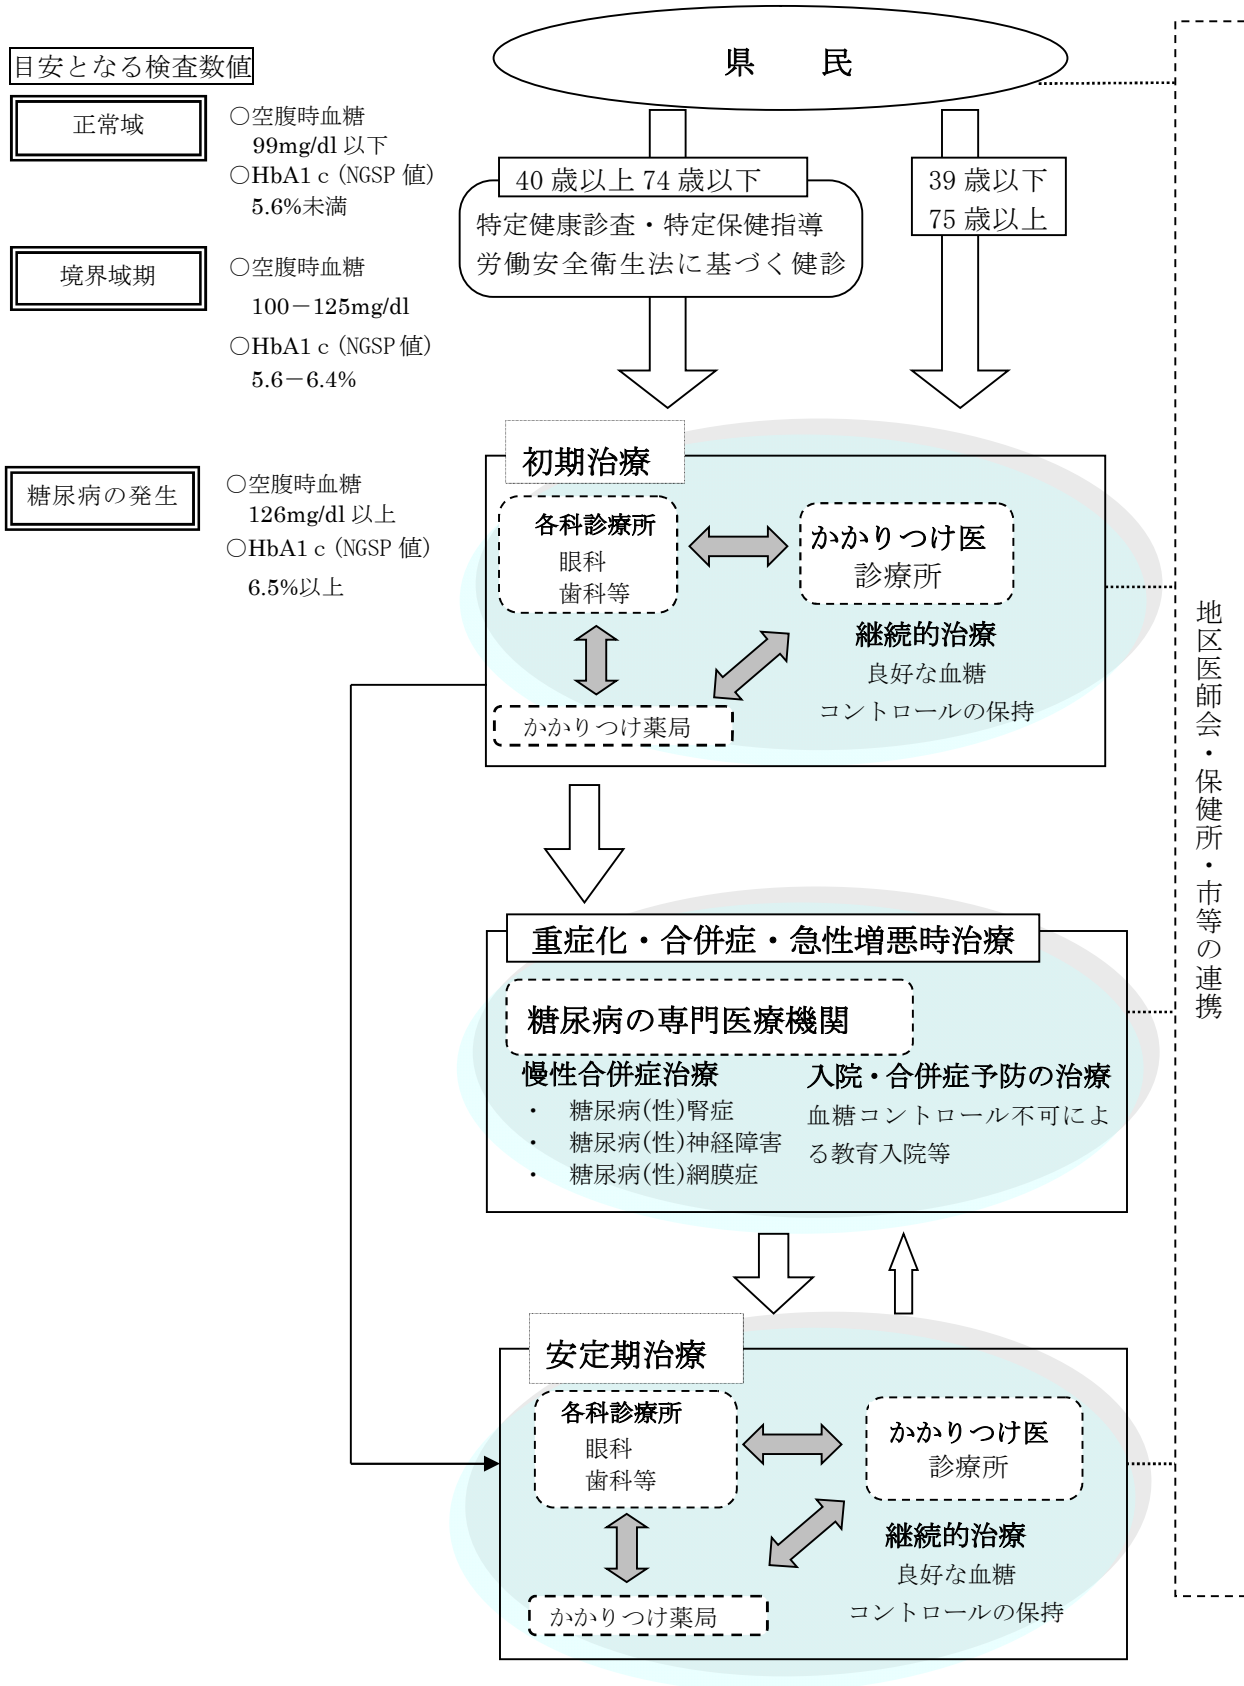 県　民
目安となる検査数値
正常域
○空腹時血糖
99mg/dl 以下
○HbA1ｃ(NGSP 値)
5.6%未満
境界域期
○空腹時血糖
100－125mg/dl
○HbA1ｃ(NGSP 値)
5.6－6.4%
糖尿病の発生
○空腹時血糖
126mg/dl 以上
○HbA1ｃ(NGSP 値)
6.5%以上
40 歳以上 74 歳以下
特定健康診査・特定保健指導
労働安全衛生法に基づく健診
39 歳以下
75 歳以上
初期治療
各科診療所
眼科
歯科等
かかりつけ医
診療所
継続的治療
良好な血糖
コントロールの保持
かかりつけ薬局
重症化・合併症・急性増悪時治療
糖尿病の専門医療機関
慢性合併症治療
・　糖尿病(性)腎症
・　糖尿病(性)神経障害
・　糖尿病(性)網膜症
入院・合併症予防の治療
血糖コントロール不可によ
る教育入院等
安定期治療
各科診療所
眼科
歯科等
かかりつけ医
診療所
継続的治療
良好な血糖
コントロールの保持
かかりつけ薬局
地区医師会・保健所・市等の連携